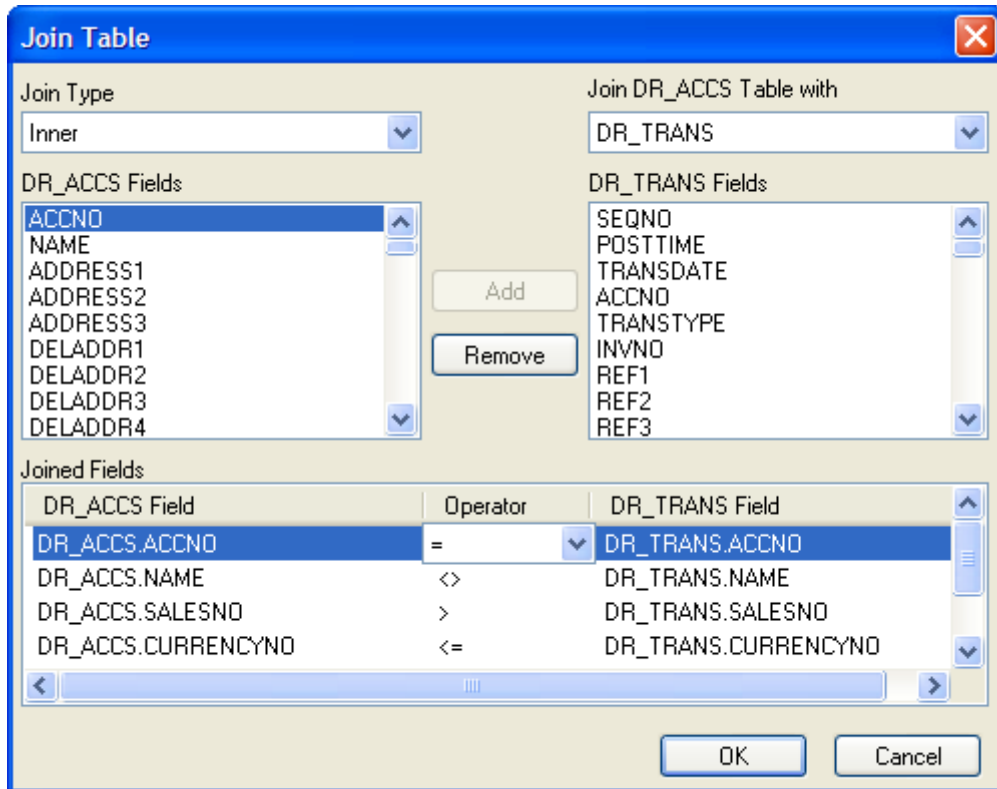 Join Table
Join Type
Join DR_ACCS Table with
Inner
DR_TRANS
DR_ACCS Fields
DR_TRANS Fields
ACCNO
NAME
ADDRESS1
ADDRESS2
ADDRESS3
DELADDR1
DELADDR2
DELADDR3
DELADDR4
Add
Remove
SEQNO
POSTTIME
TRANSDATE
ACCNO
TRANSTYPE
INVNO
REF1
REF2
REF3
Joined Fields
DR_ACCS Field Operator DR_TRANS Field
DR_ACCS.ACCNO = DR_TRANS.ACCNO
DR_ACCS.NAME <> DR_TRANS.NAME
DR_ACCS.SALESNO > DR_TRANS.SALESNO
DR_ACCS.CURRENCYNO <= DR_TRANS.CURRENCYNO
OK Cancel